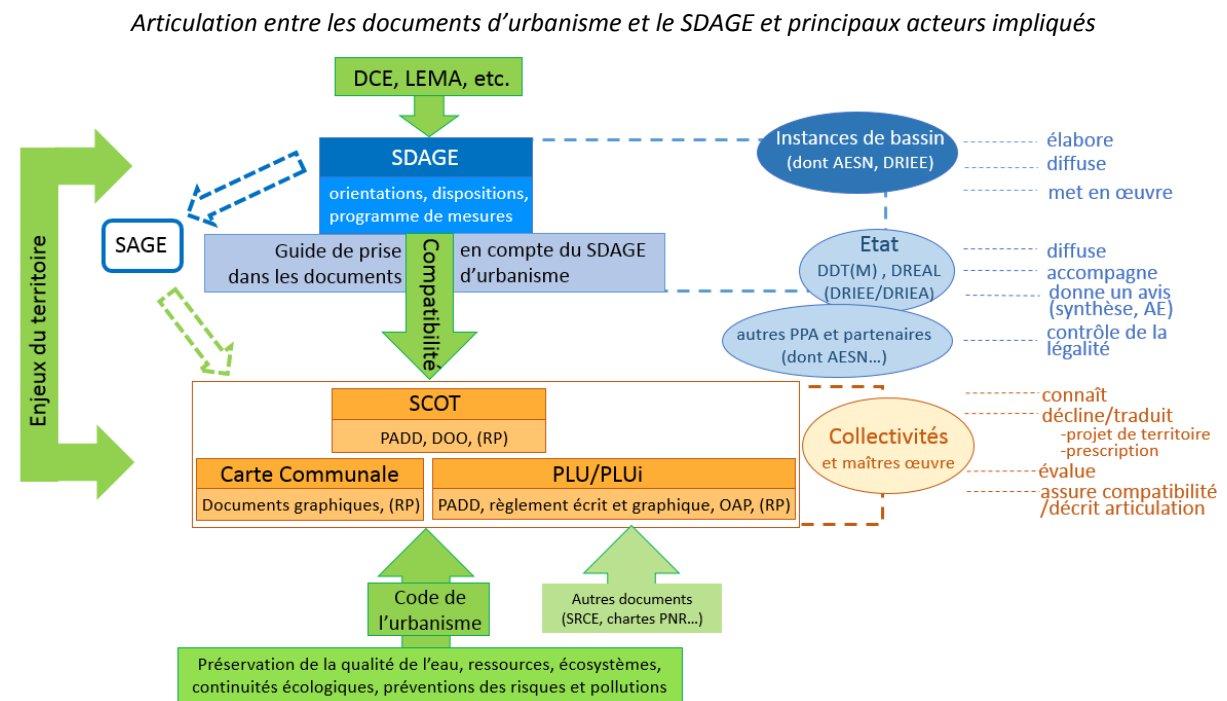 Articulation entre les documents d’urbanisme et le SDAGE et principaux acteurs impliqués
DCE, LEMA, etc.
SDAGE
orientations, dispositions,
programme de mesures
Guide de prise
dans les documents
en compte du SDAGE
d’urbanisme
Compatibilité
SAGE
Enjeux du territoire
Instances de bassin
(dont AESN, DRIEE)
élabore
diffuse
met en œuvre
Etat
DDT(M) , DREAL
(DRIEE/DRIEA)
diffuse
accompagne
donne un avis
(synthèse, AE)
autres PPA et partenaires
(dont AESN...)
contrôle de la
légalité
SCOT
PADD, DOO, (RP)
Carte Communale
Documents graphiques, (RP)
PLU/PLUi
PADD, règlement écrit et graphique, OAP, (RP)
Collectivités
et maîtres œuvre
connaît
décline/traduit
-projet de territoire
-prescription
évalue
assure compatibilité
/décrit articulation
Code de
l’urbanisme
Autres documents
(SRCE, chartes PNR...)
Préservation de la qualité de l’eau, ressources, écosystèmes,
continuités écologiques, préventions des risques et pollutions